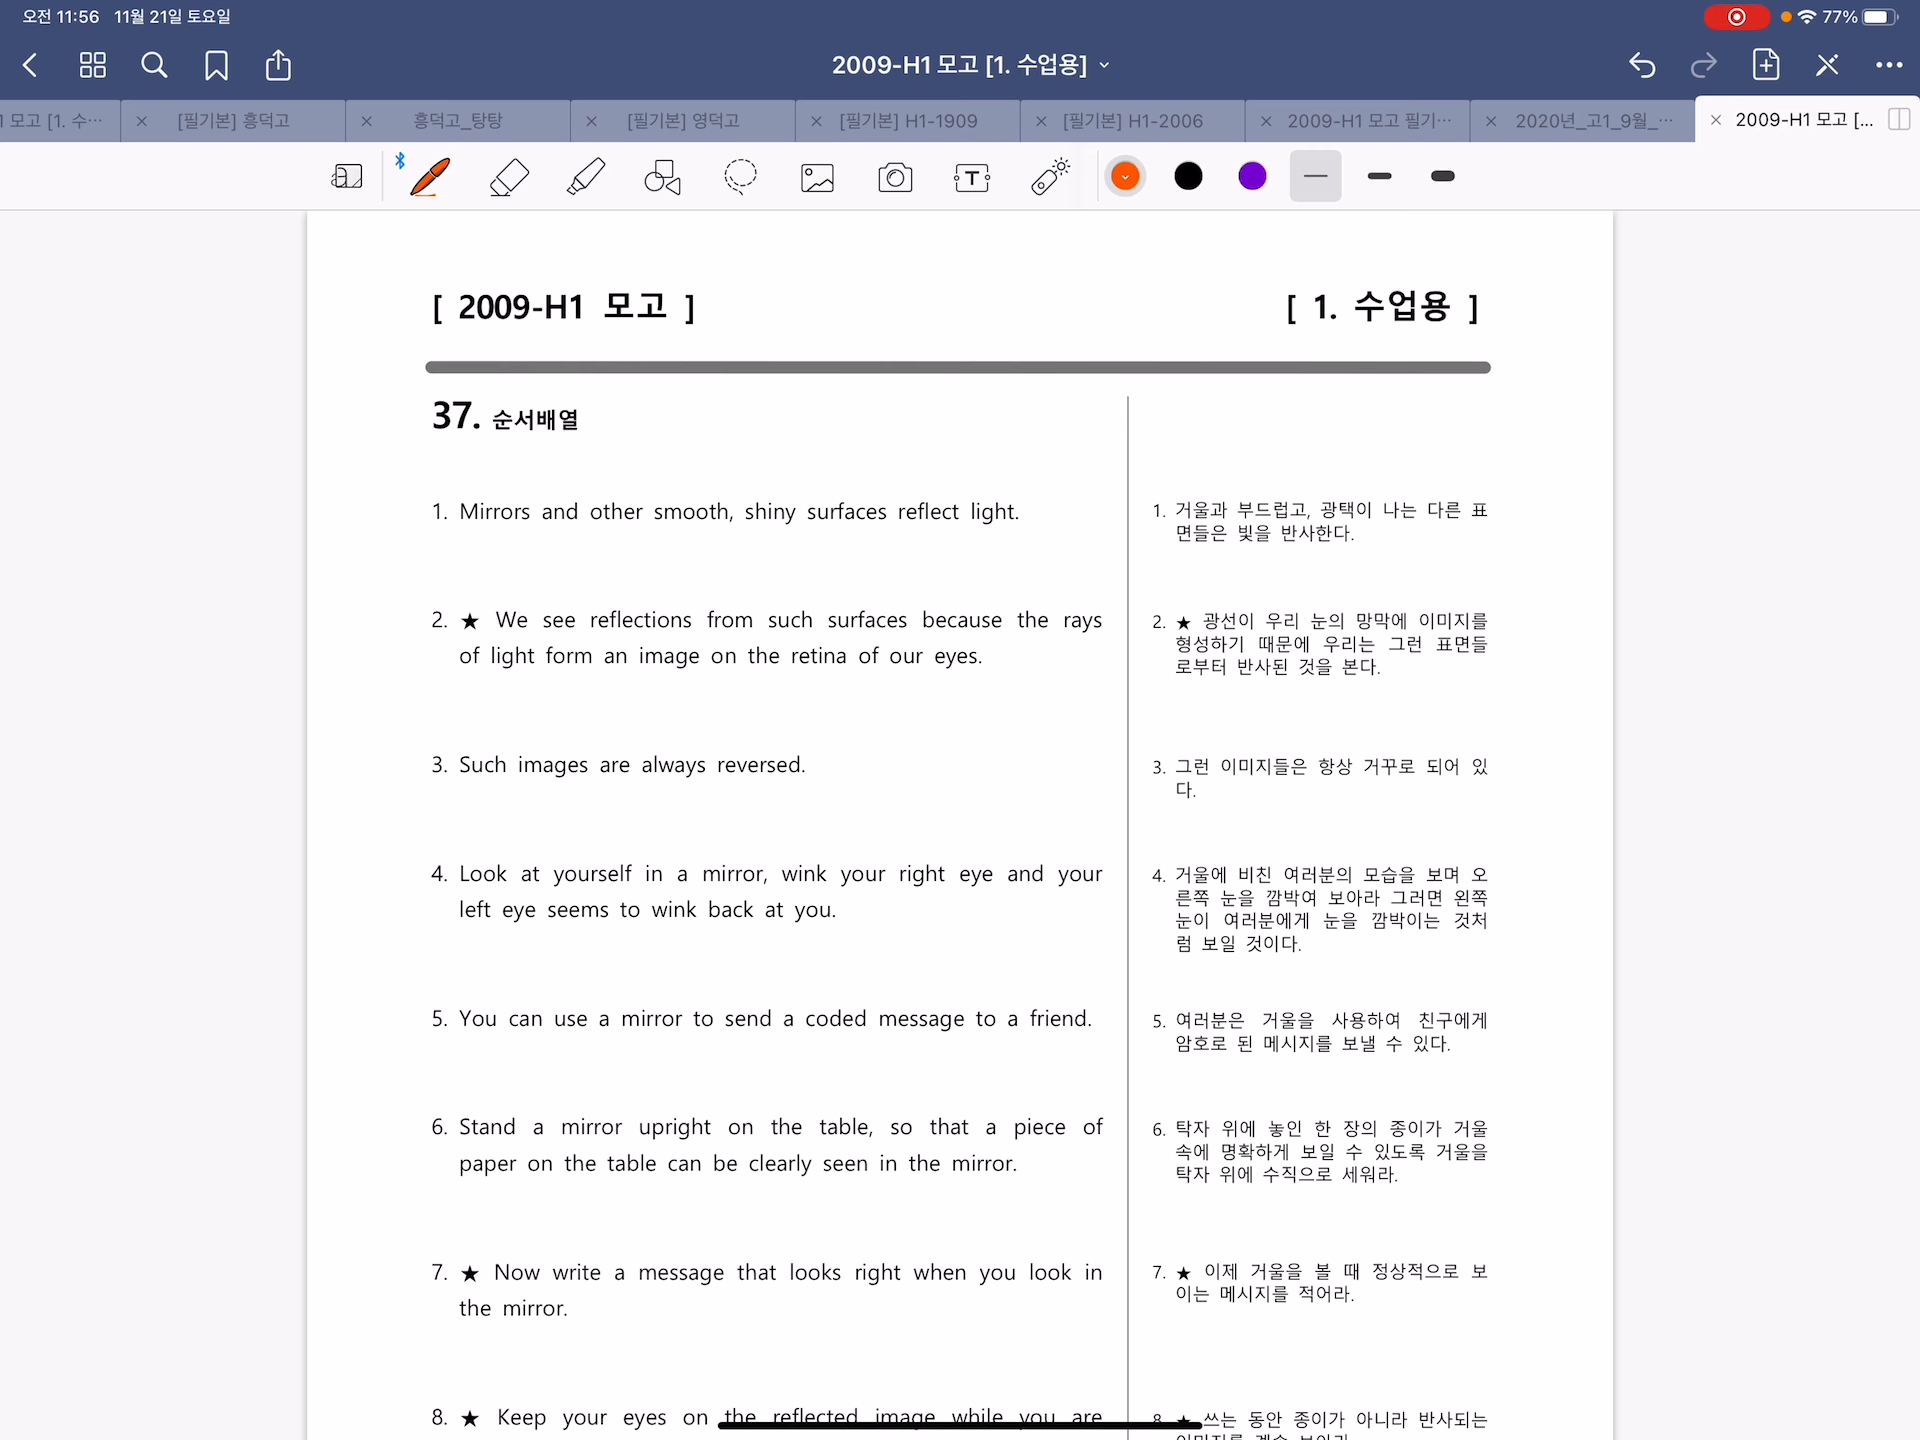 오전 11:56 11월 21일 토요일
77%
2009-H1 모고 [1. 수업용]
모고 [1. 수…
[필기본] 흥덕고
흥덕고_탕탕
[필기본] 영덕고
[필기본] H1-1909
[필기본] H1-2006
2009-H1 모고 필기…
2020년_고1_9월_…
2009-H1 모고 [...
[ 2009-H1 모고 ]
[ 1. 수업용 ]
37. 순서배열
1. Mirrors and other smooth, shiny surfaces reflect light.
2. ★ We see reflections from such surfaces because the rays
of light form an image on the retina of our eyes.
3. Such images are always reversed.
4. Look at yourself in a mirror, wink your right eye and your
left eye seems to wink back at you.
5. You can use a mirror to send a coded message to a friend.
6. Stand a mirror upright on the table, so that a piece of
paper on the table can be clearly seen in the mirror.
7. ★ Now write a message that looks right when you look in
the mirror.
8. ★ Keep your eyes on the reflected image while you are
1. 거울과 부드럽고, 광택이 나는 다른 표
면들은 빛을 반사한다.
2. ★ 광선이 우리 눈의 망막에 이미지를
형성하기 때문에 우리는 그런 표면들
로부터 반사된 것을 본다.
3. 그런 이미지들은 항상 거꾸로 되어 있
다.
4. 거울에 비친 여러분의 모습을 보며 오
른쪽 눈을 깜박여 보아라 그러면 왼쪽
눈이 여러분에게 눈을 깜박이는 것처
럼 보일 것이다.
5. 여러분은 거울을 사용하여 친구에게
암호로 된 메시지를 보낼 수 있다.
6. 탁자 위에 놓인 한 장의 종이가 거울
속에 명확하게 보일 수 있도록 거울을
탁자 위에 수직으로 세워라.
7. ★ 이제 거울을 볼 때 정상적으로 보
이는 메시지를 적어라.
8. ★ 쓰는 동안 종이가 아니라 반사되는